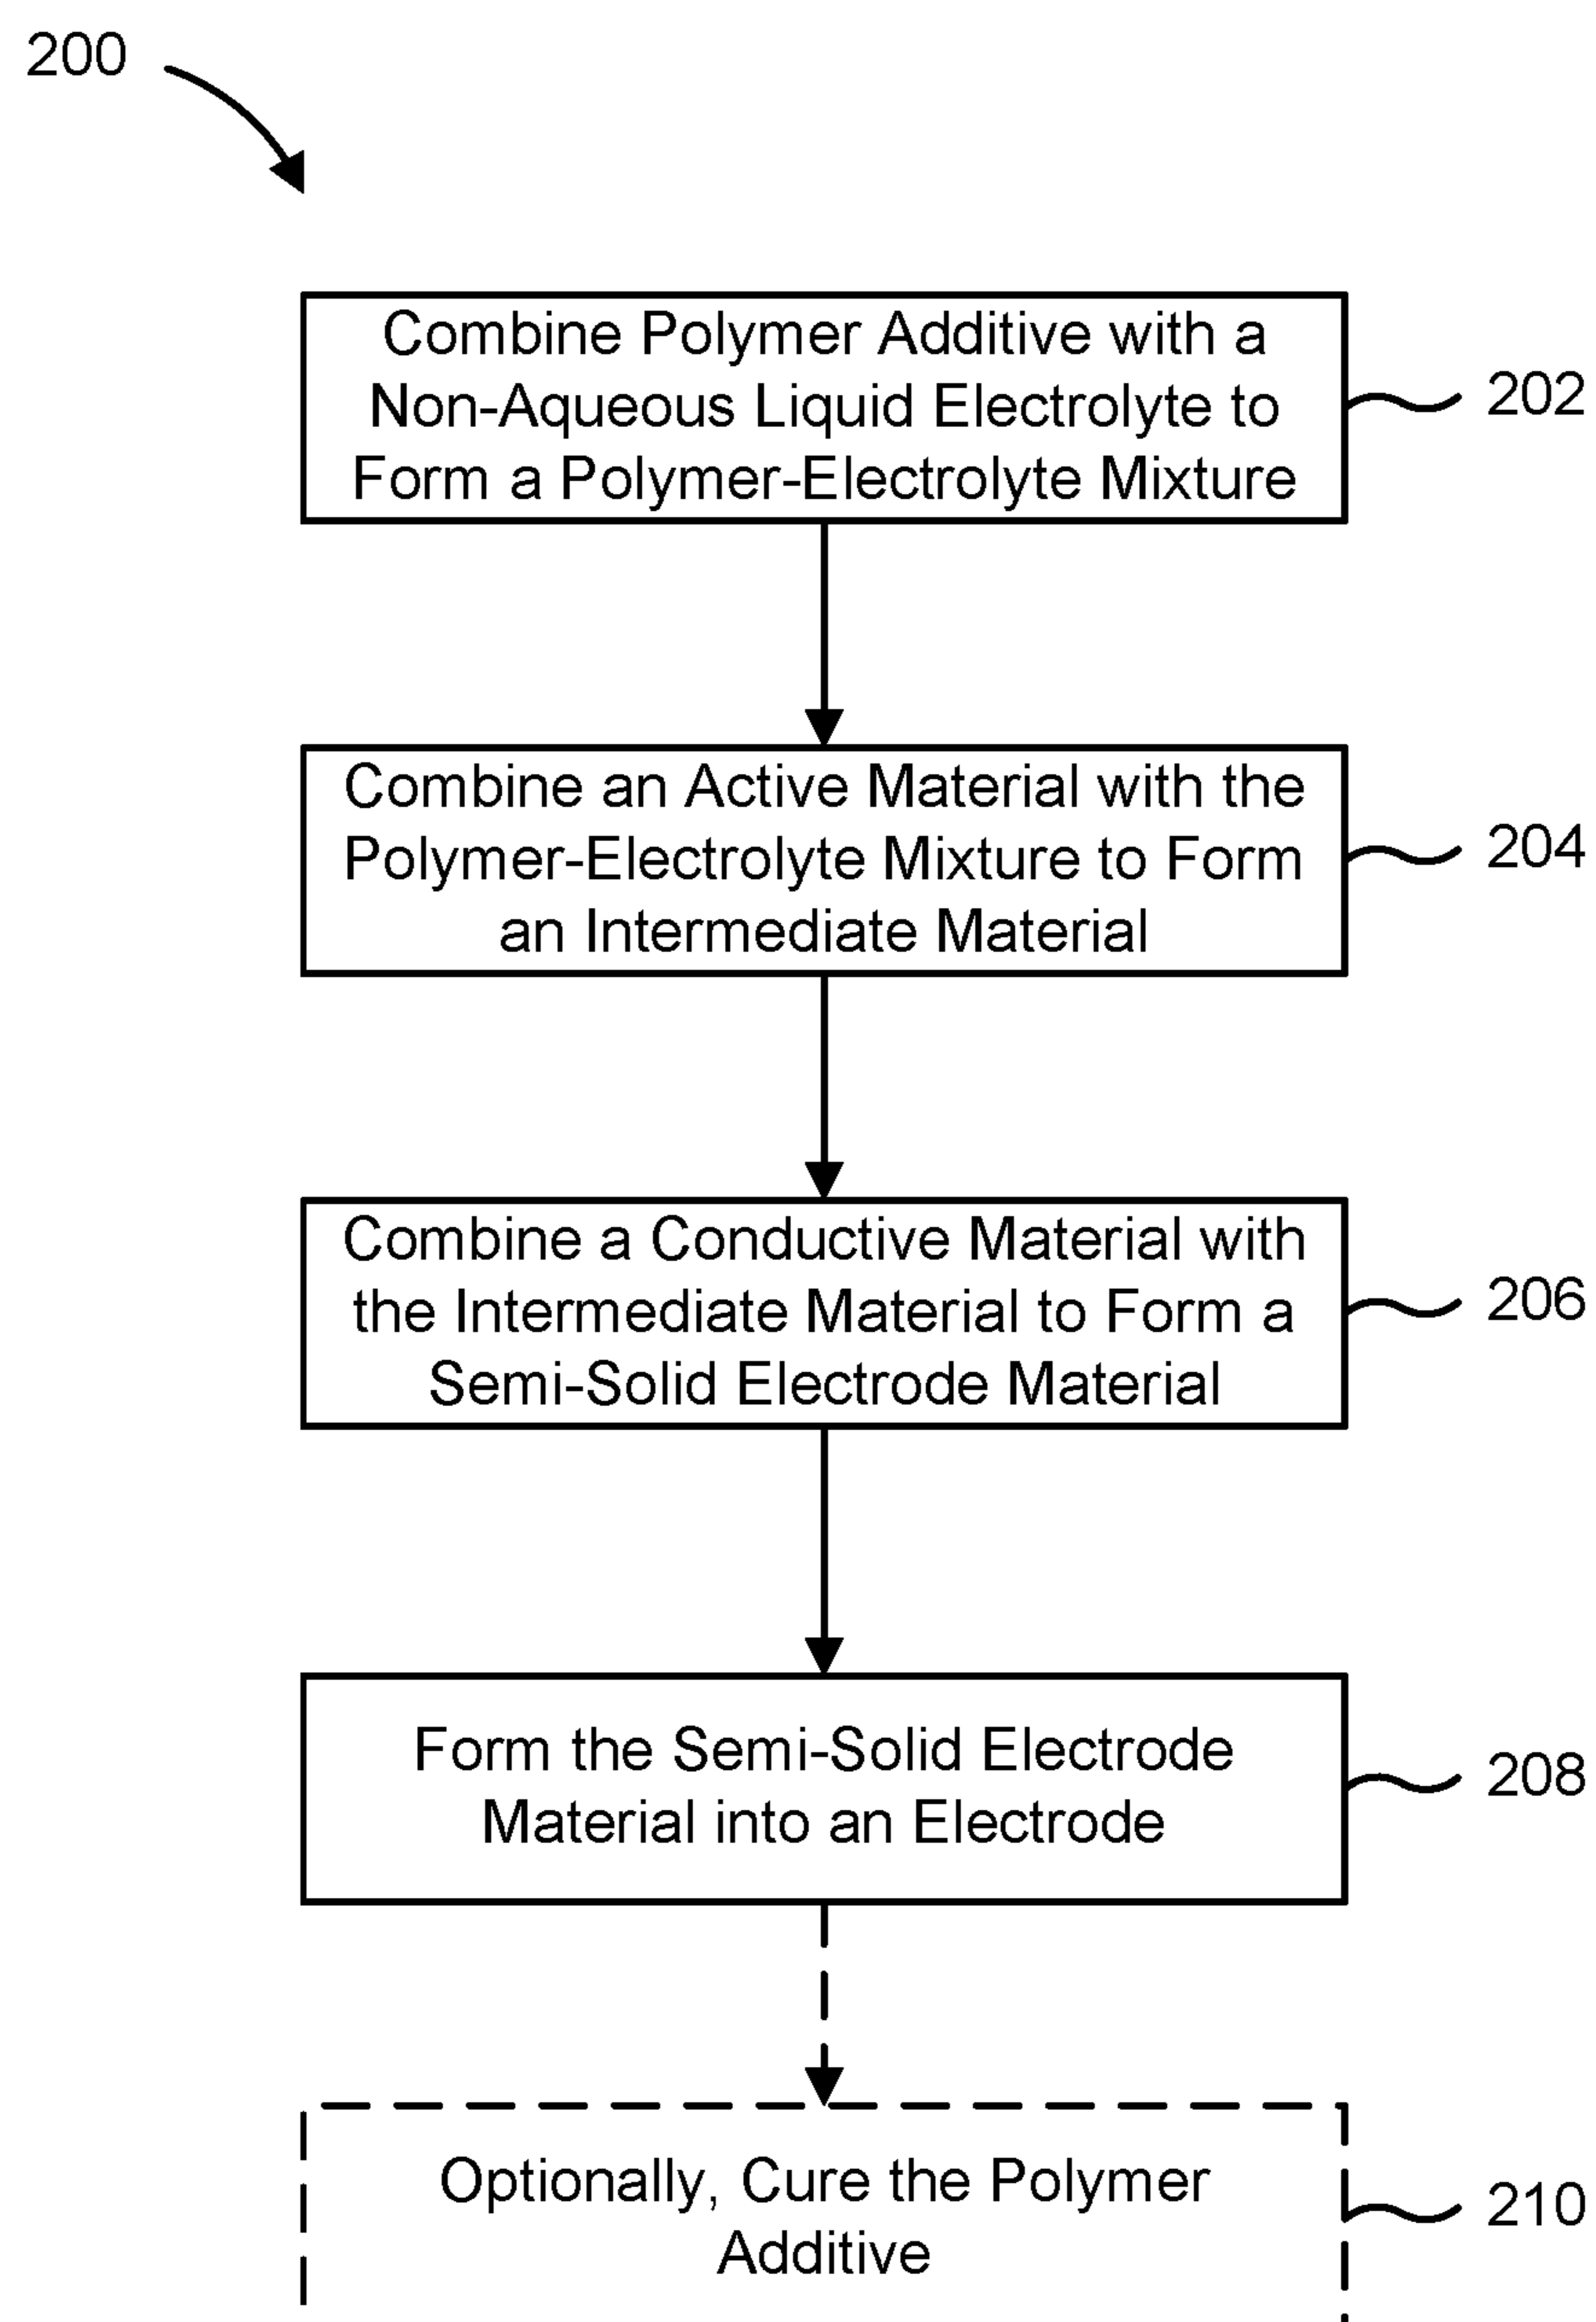 200
Combine Polymer Additive with a
Non-Aqueous Liquid Electrolyte to
Form a Polymer-Electrolyte Mixture
202
Combine an Active Material with the
Polymer-Electrolyte Mixture to Form
an Intermediate Material
204
Combine a Conductive Material with
the Intermediate Material to Form a
Semi-Solid Electrode Material
206
Form the Semi-Solid Electrode
Material into an Electrode
208
Optionally, Cure the Polymer
Additive
210